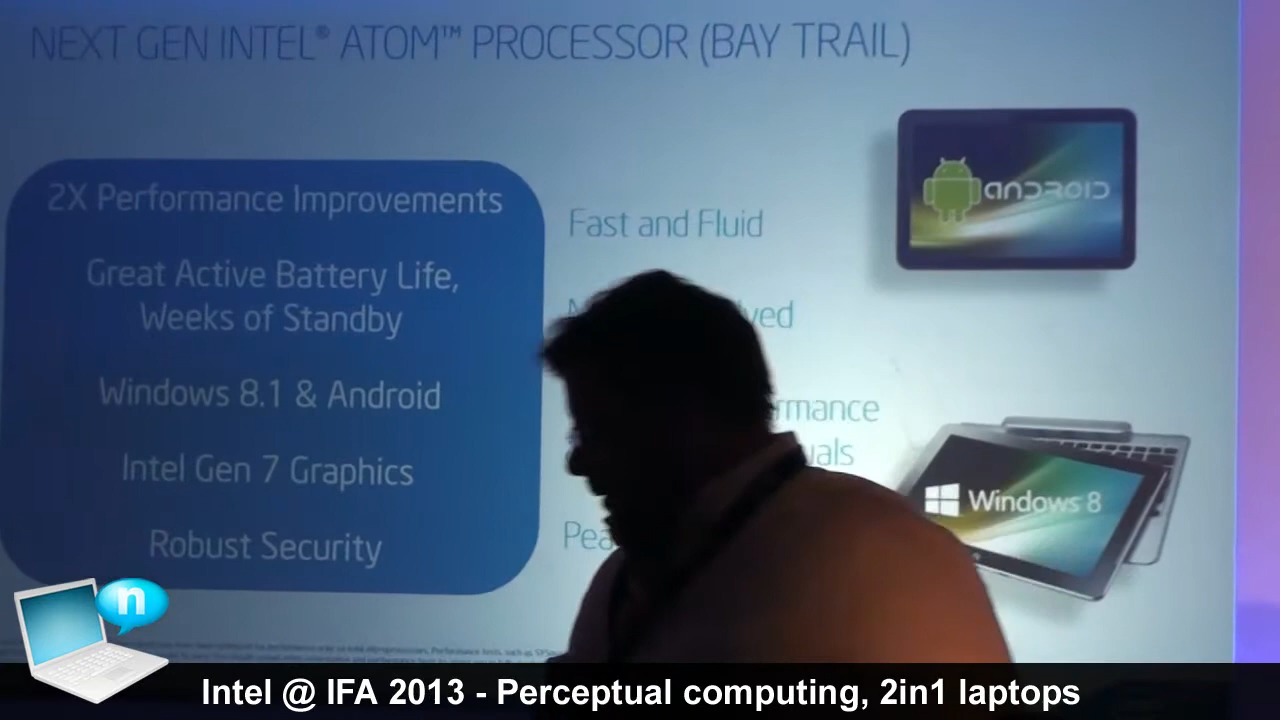 NEXT GEN INTEL® ATOM™ PROCESSOR (BAY TRAIL)
2X Performance Improvements
Great Active Battery Life,
Weeks of Standby
Windows 8.1 & Android
Intel Gen 7 Graphics
Robust Security
Fast and Fluid
ANDROID
Windows 8
n
Intel @ IFA 2013 - Perceptual computing, 2in1 laptops